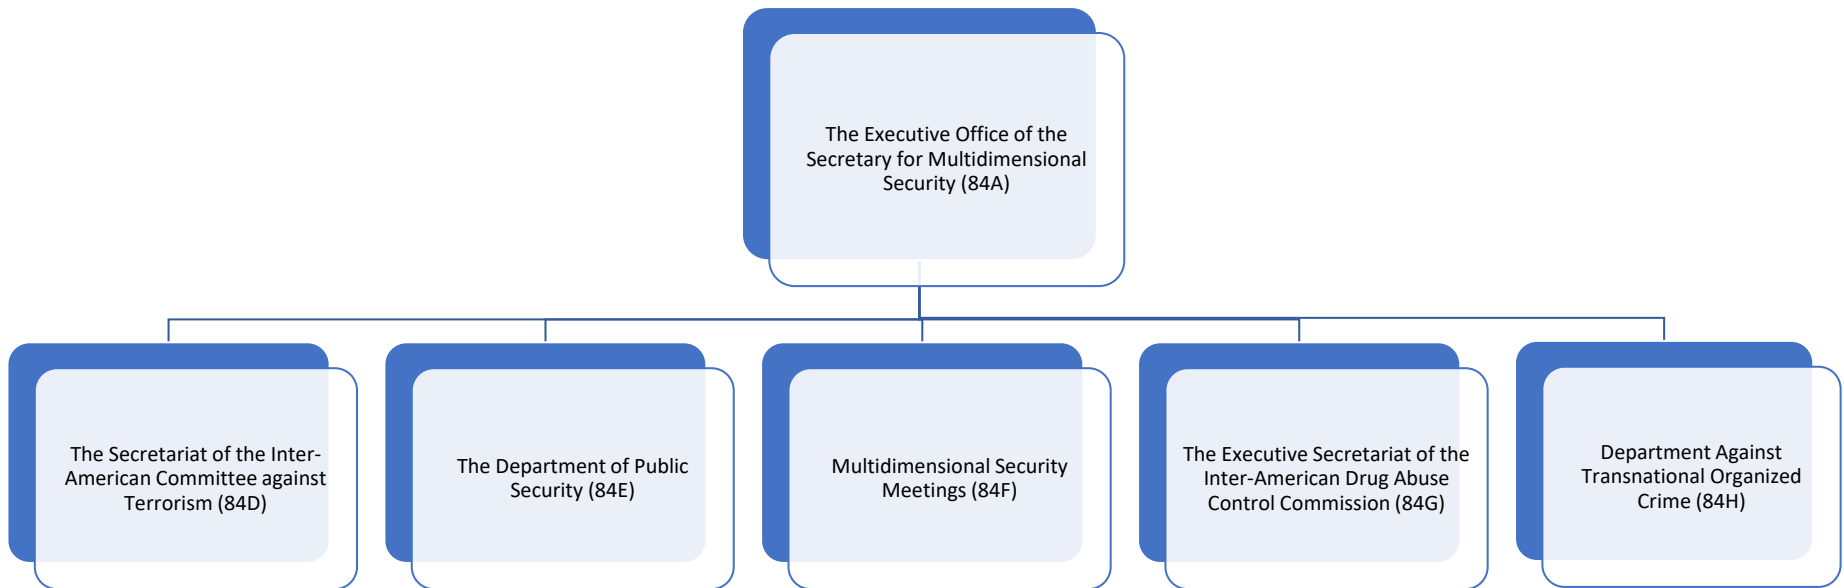 The Executive Office of the
Secretary for Multidimensional
Security (84A)
The Secretariat of the Inter-
American Committee against
Terrorism (84D)
The Department of Public
Security (84E)
Multidimensional Security
Meetings (84F)
The Executive Secretariat of the
Inter-American Drug Abuse
Control Commission (84G)
Department Against
Transnational Organized
Crime (84H)